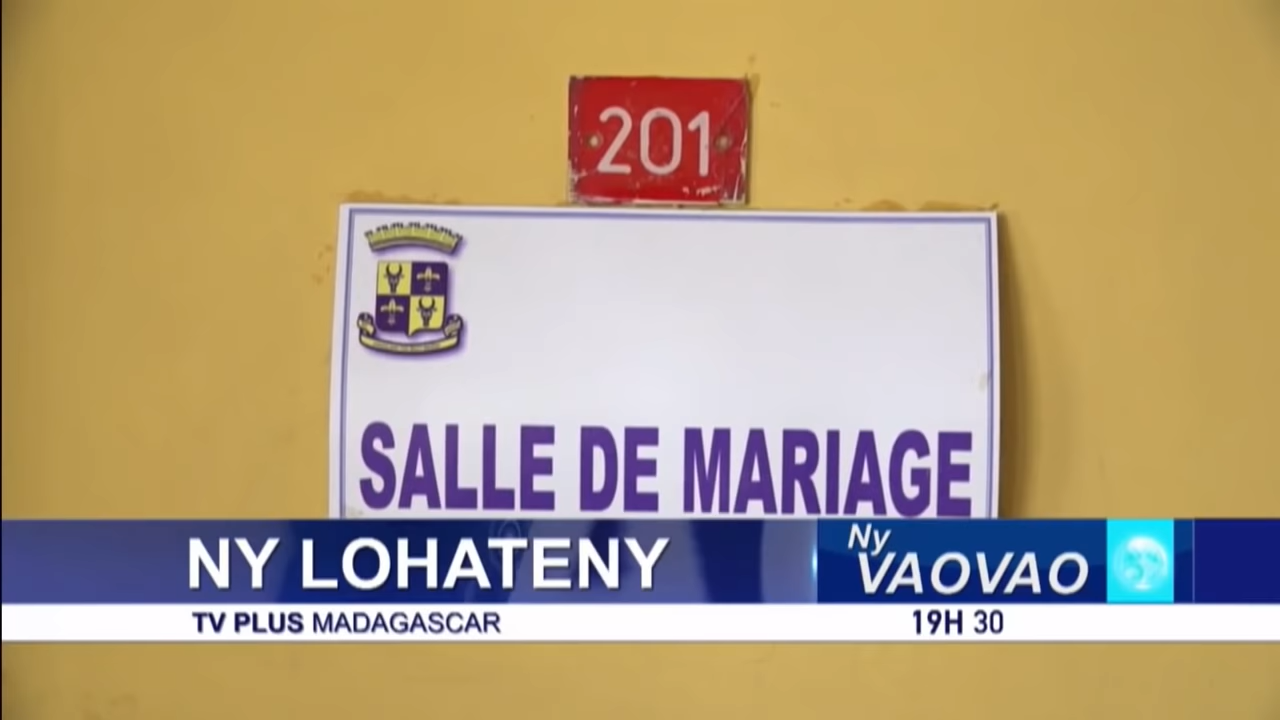 201
SALLE DE MARIAGE
NY LOHATENY
Ny
VAOVAO
TV PLUS MADAGASCAR
19H 30